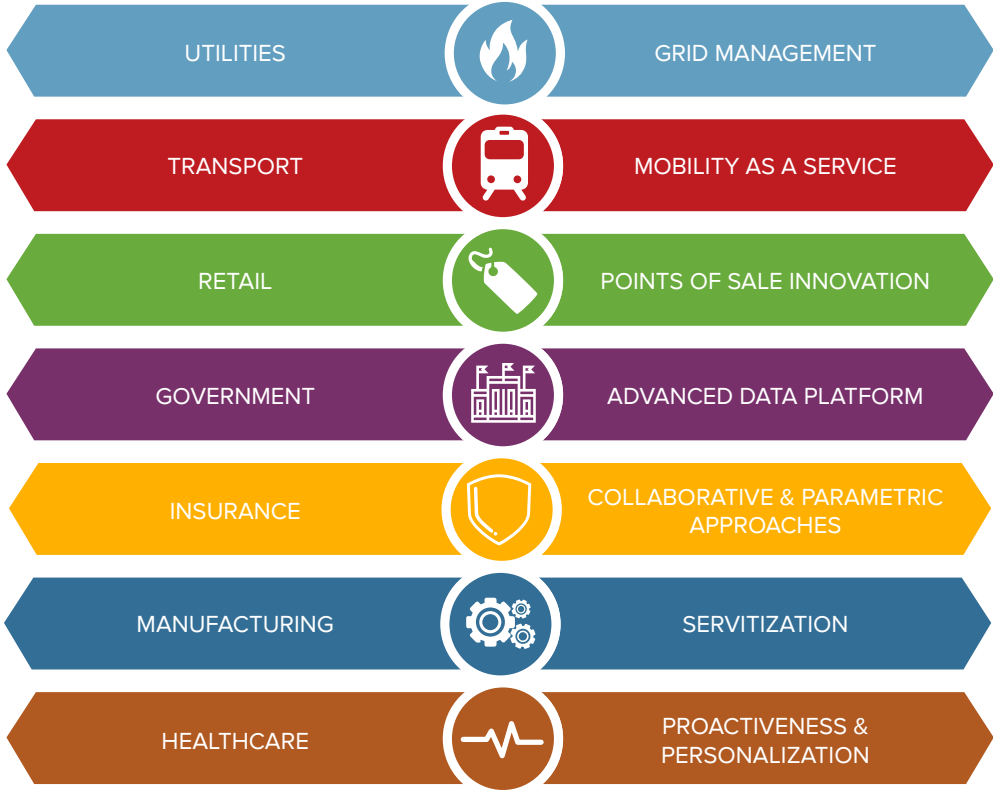 UTILITIES
GRID MANAGEMENT
TRANSPORT
MOBILITY AS A SERVICE
RETAIL
POINTS OF SALE INNOVATION
GOVERNMENT
ADVANCED DATA PLATFORM
INSURANCE
COLLABORATIVE & PARAMETRIC
APPROACHES
MANUFACTURING
SERVITIZATION
HEALTHCARE
PROACTIVENESS &
PERSONALIZATION